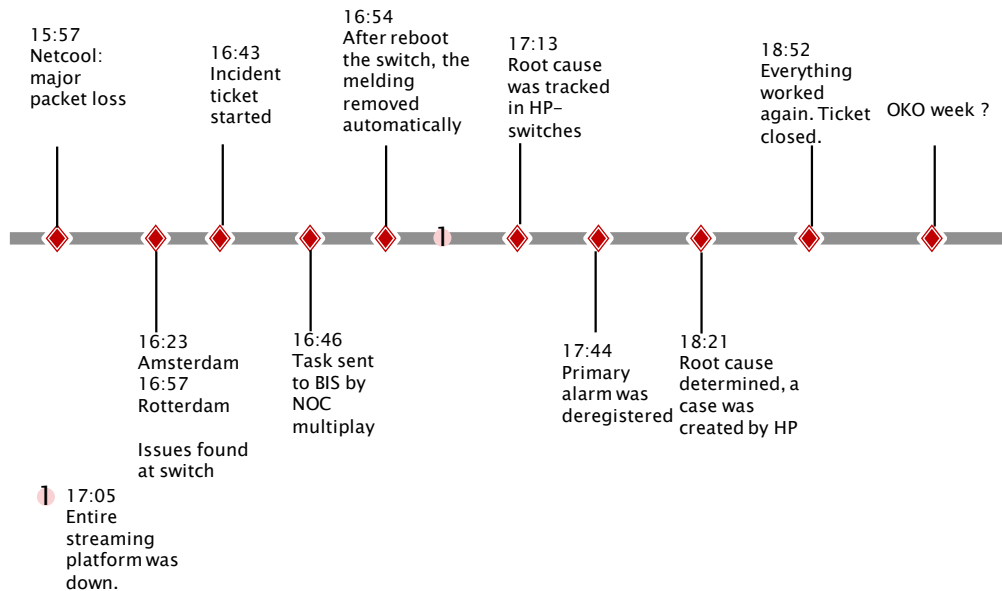 15:57
Netcool:
major
packet loss
16:43
Incident
ticket
started
16:54
After reboot
the switch, the
melding
removed
automatically
17:13
Root cause
was tracked
in HP-
switches
18:52
Everything
worked
again. Ticket
closed.
OKO week ?
1
16:23
Amsterdam
16:57
Rotterdam
Issues found
at switch
16:46
Task sent
to BIS by
NOC
multiplay
17:44
Primary
alarm was
deregistered
18:21
Root cause
determined, a
case was
created by HP
1 17:05
Entire
streaming
platform was
down.